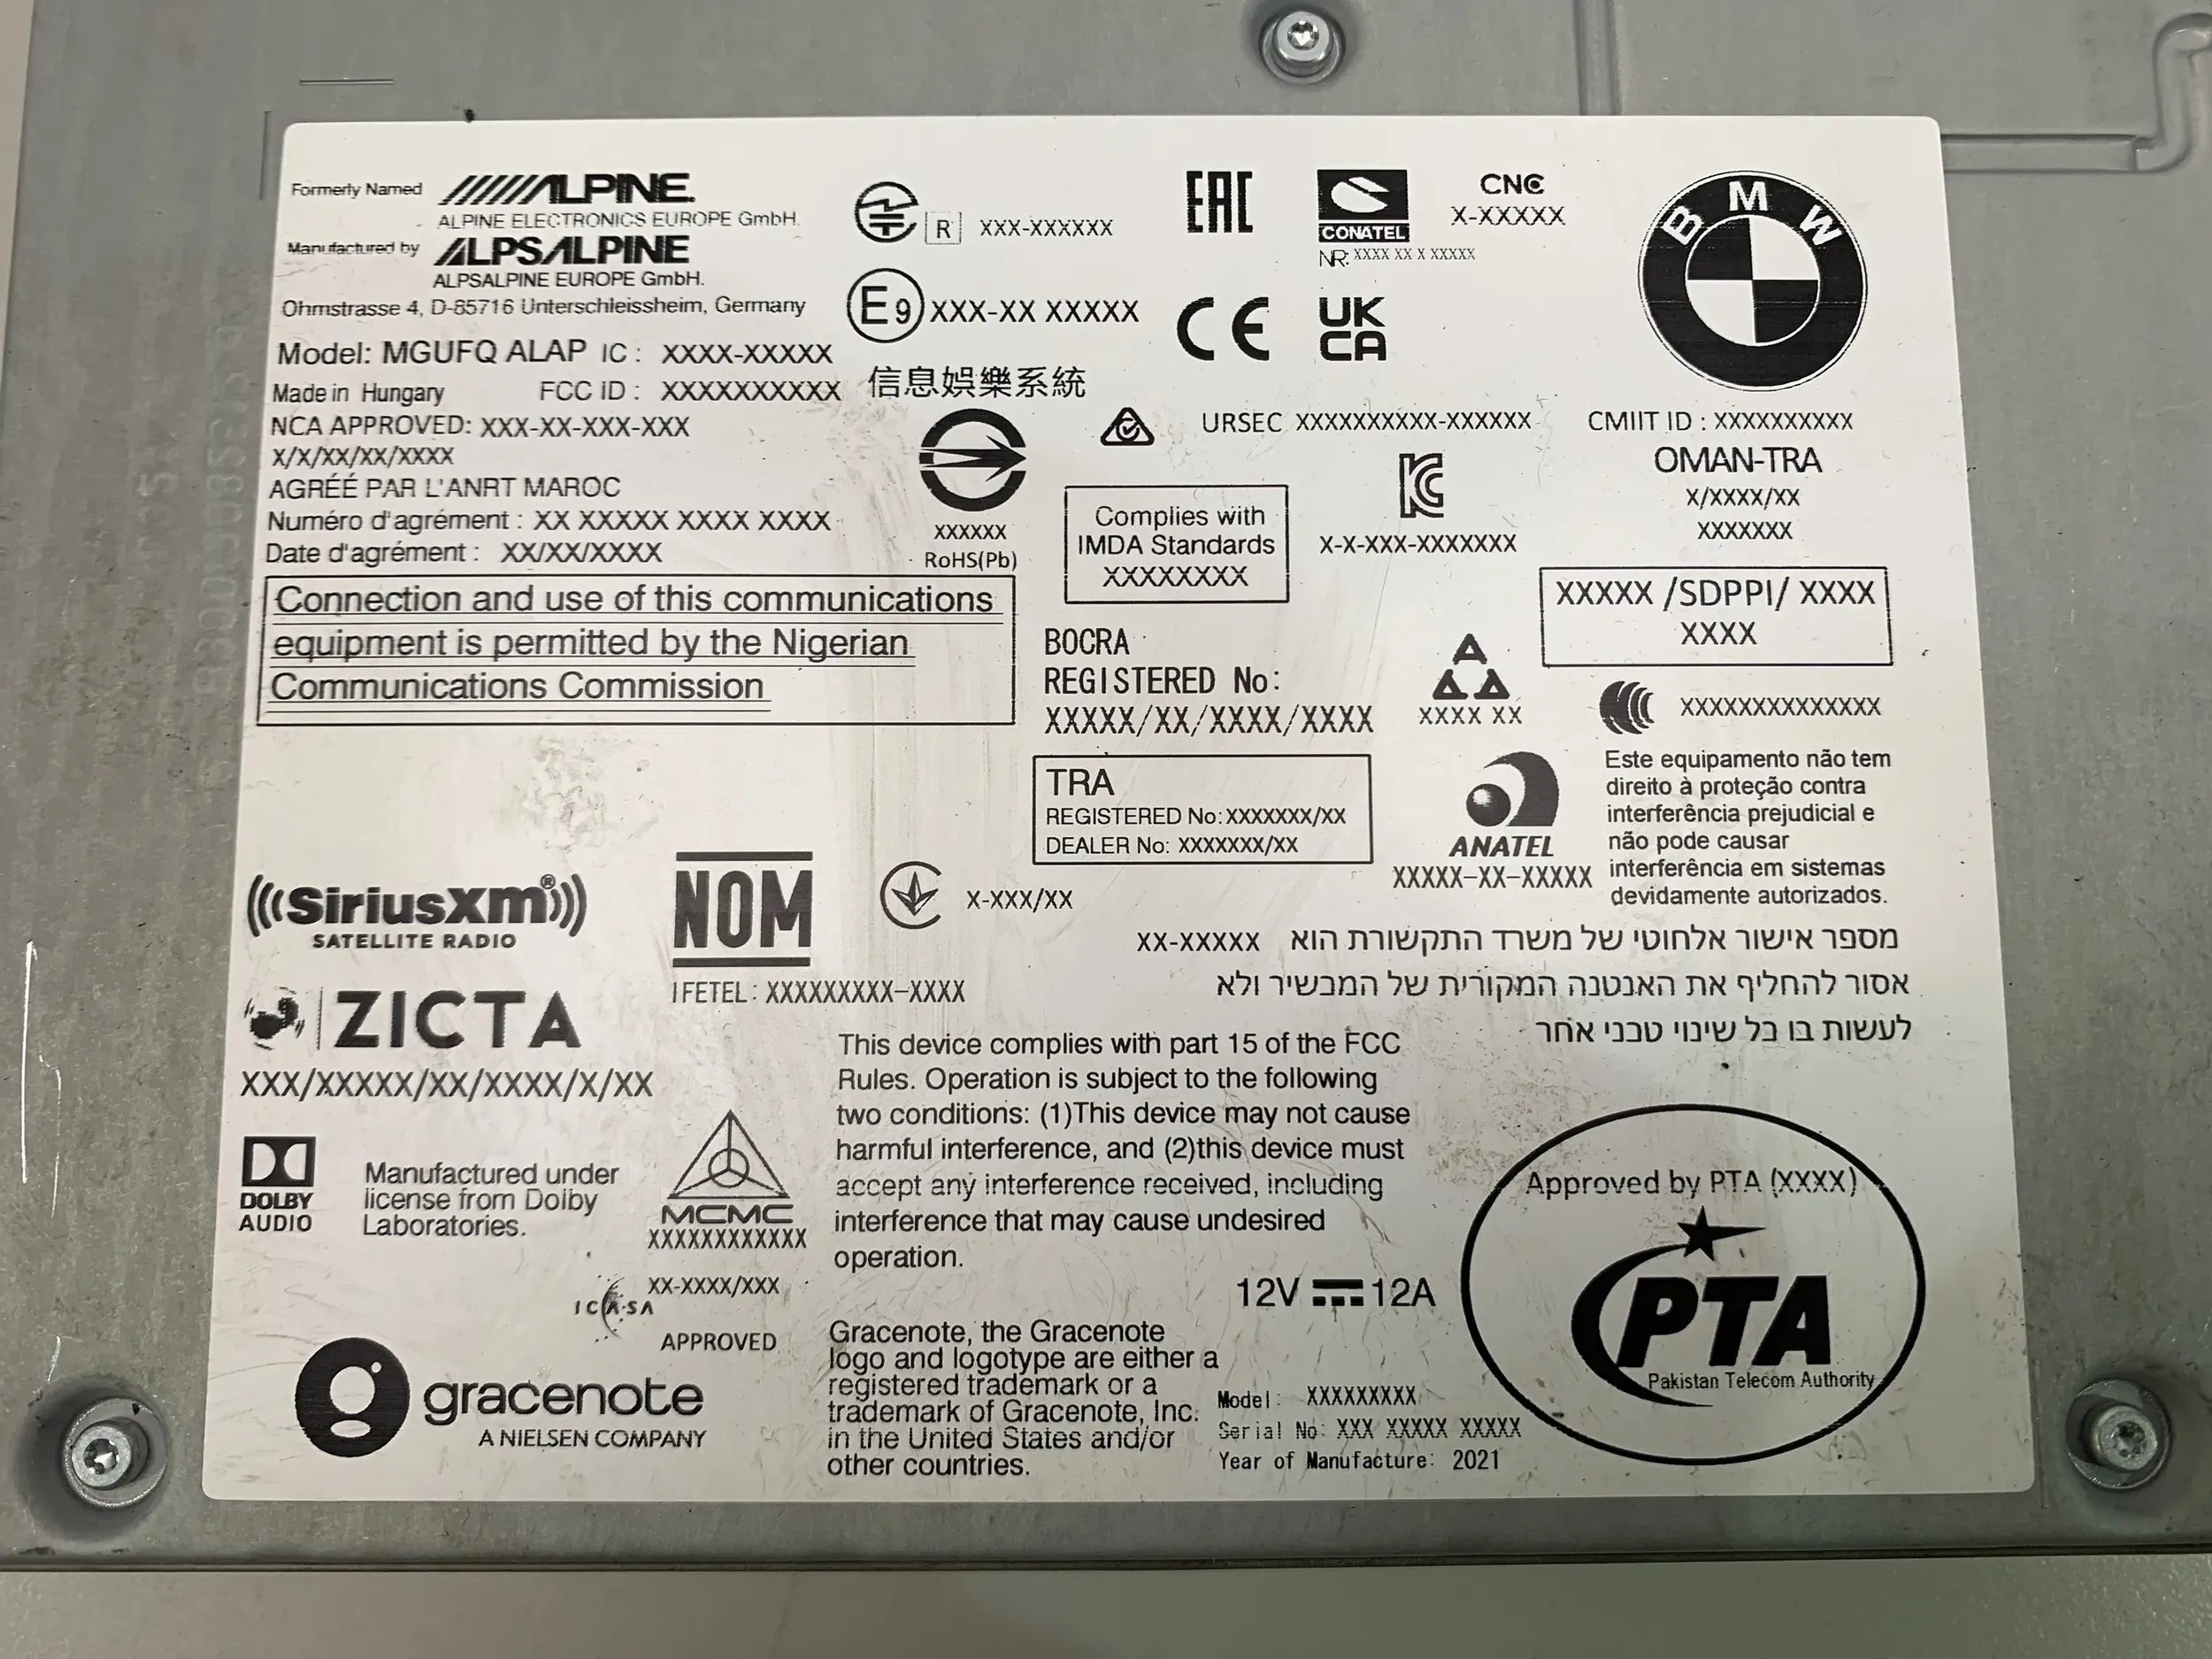 Formerly Named ALPINE
ALPINE ELECTRONICS EUROPE GmbH.
Manufactured by ALPSALPINE
ALPSALPINE EUROPE GmbH.
Ohmstrasse 4, D-85716 Unterschleissheim, Germany
Model: MGUFQ ALAP IC : XXXX-XXXXX
Made in Hungary FCC ID : XXXXXXXXXX
NCA APPROVED: XXX-XX-XXX-XXX
X/X/XX/XX/XXXX
AGRÉÉ PAR L'ANRT MAROC
Numéro d'agrément : XX XXXXX XXXX XXXX
Date d'agrément : XX/XX/XXXX
Connection and use of this communications
equipment is permitted by the Nigerian
Communications Commission
R XXX-XXXXXX
E9 XXX-XX XXXXX
信息娛樂系統
XXXXXX
RoHS(Pb)
EAC
CONATEL
NR: XXXX XX X XXXXX
CNC
X-XXXXX
CE
UK
CA
BMW
URSEC XXXXXXXXXX-XXXXXX
CMIIT ID : XXXXXXXXXX
OMAN-TRA
X/XXXX/XX
XXXXXXX
Complies with
IMDA Standards
XXXXXXXX
KC
X-X-XXX-XXXXXXX
XXXXX /SDPPI/ XXXX
XXXX
BOCRA
REGISTERED No:
XXXXX/XX/XXXX/XXXX
XXXX XX
XXXXXXXXXXXXXX
TRA
REGISTERED No:XXXXXXX/XX
DEALER No: XXXXXXX/XX
ANATEL
XXXXX-XX-XXXXX
Este equipamento não tem
direito à proteção contra
interferência prejudicial e
não pode causar
interferência em sistemas
devidamente autorizados.
SiriusXm®
SATELLITE RADIO
NOM
IFETEL: XXXXXXXXX-XXXX
X-XXX/XX
מספר אישור אלחוטי של משרד התקשורת הוא XX-XXXXX
אסור להחליף את האנטנה המקורית של המכשיר ולא
לעשות בו כל שינוי טכני אחר
ZICTA
XXX/XXXXX/XX/XXXX/X/XX
DOLBY
AUDIO
Manufactured under
license from Dolby
Laboratories.
MCMC
XXXXXXXXXXXX
XX-XXXX/XXX
ICASA
APPROVED
gracenote
A NIELSEN COMPANY
This device complies with part 15 of the FCC
Rules. Operation is subject to the following
two conditions: (1)This device may not cause
harmful interference, and (2)this device must
accept any interference received, including
interference that may cause undesired
operation.
12V 12A
Gracenote, the Gracenote
logo and logotype are either a
registered trademark or a
trademark of Gracenote, Inc.
in the United States and/or
other countries.
Model: XXXXXXXXX
Serial No: XXX XXXXX XXXXX
Year of Manufacture: 2021
Approved by PTA (XXXX)
PTA
Pakistan Telecom Authority